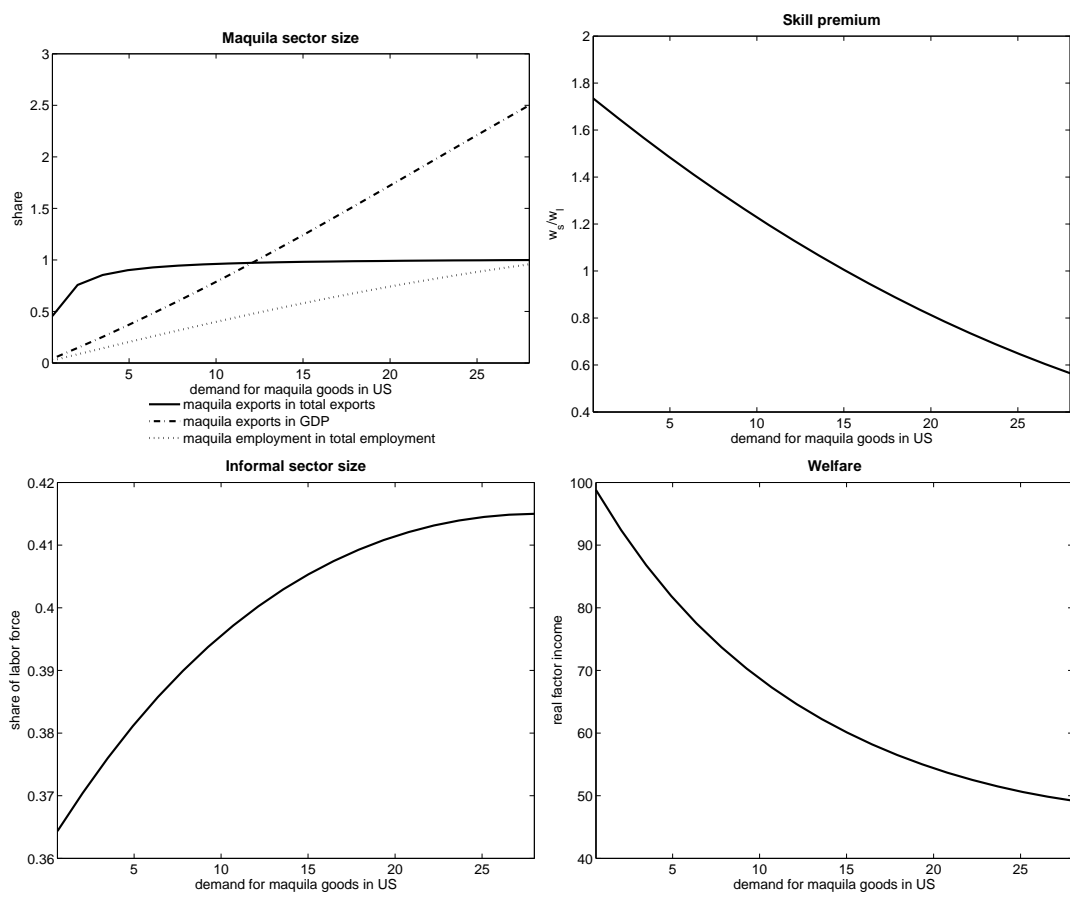 Maquila sector size
3
2.5
2
1.5
1
0.5
0
share
5 10 15 20 25
demand for maquila goods in US
maquila exports in total exports
maquila exports in GDP
maquila employment in total employment
Skill premium
2
1.8
1.6
1.4
1.2
1
0.8
0.6
0.4
w_s/w_l
5 10 15 20 25
demand for maquila goods in US
Informal sector size
0.42
0.41
0.4
0.39
0.38
0.37
0.36
share of labor force
5 10 15 20 25
demand for maquila goods in US
Welfare
100
90
80
70
60
50
40
real factor income
5 10 15 20 25
demand for maquila goods in US